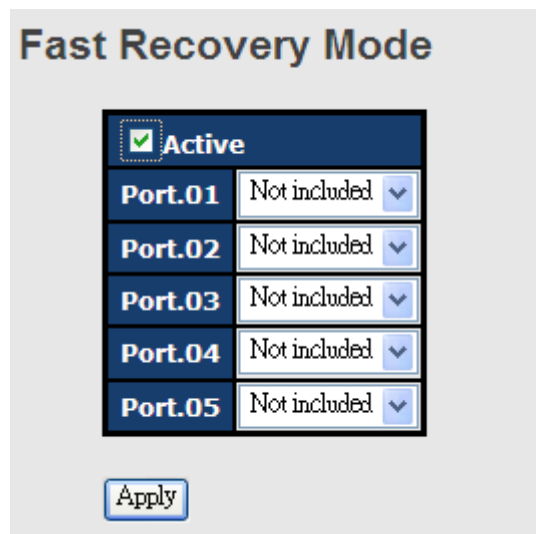 Fast Recovery Mode
Active
Port.01 Not included
Port.02 Not included
Port.03 Not included
Port.04 Not included
Port.05 Not included
Apply